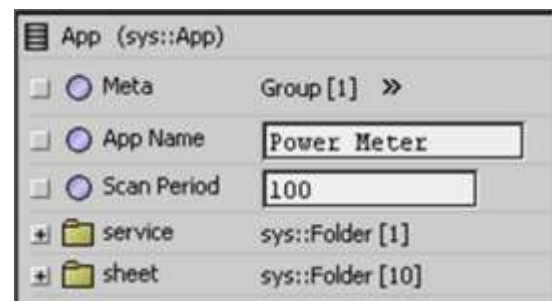 App (sys::App)
Meta Group [1] »
App Name Power Meter
Scan Period 100
service sys::Folder [1]
sheet sys::Folder [10]